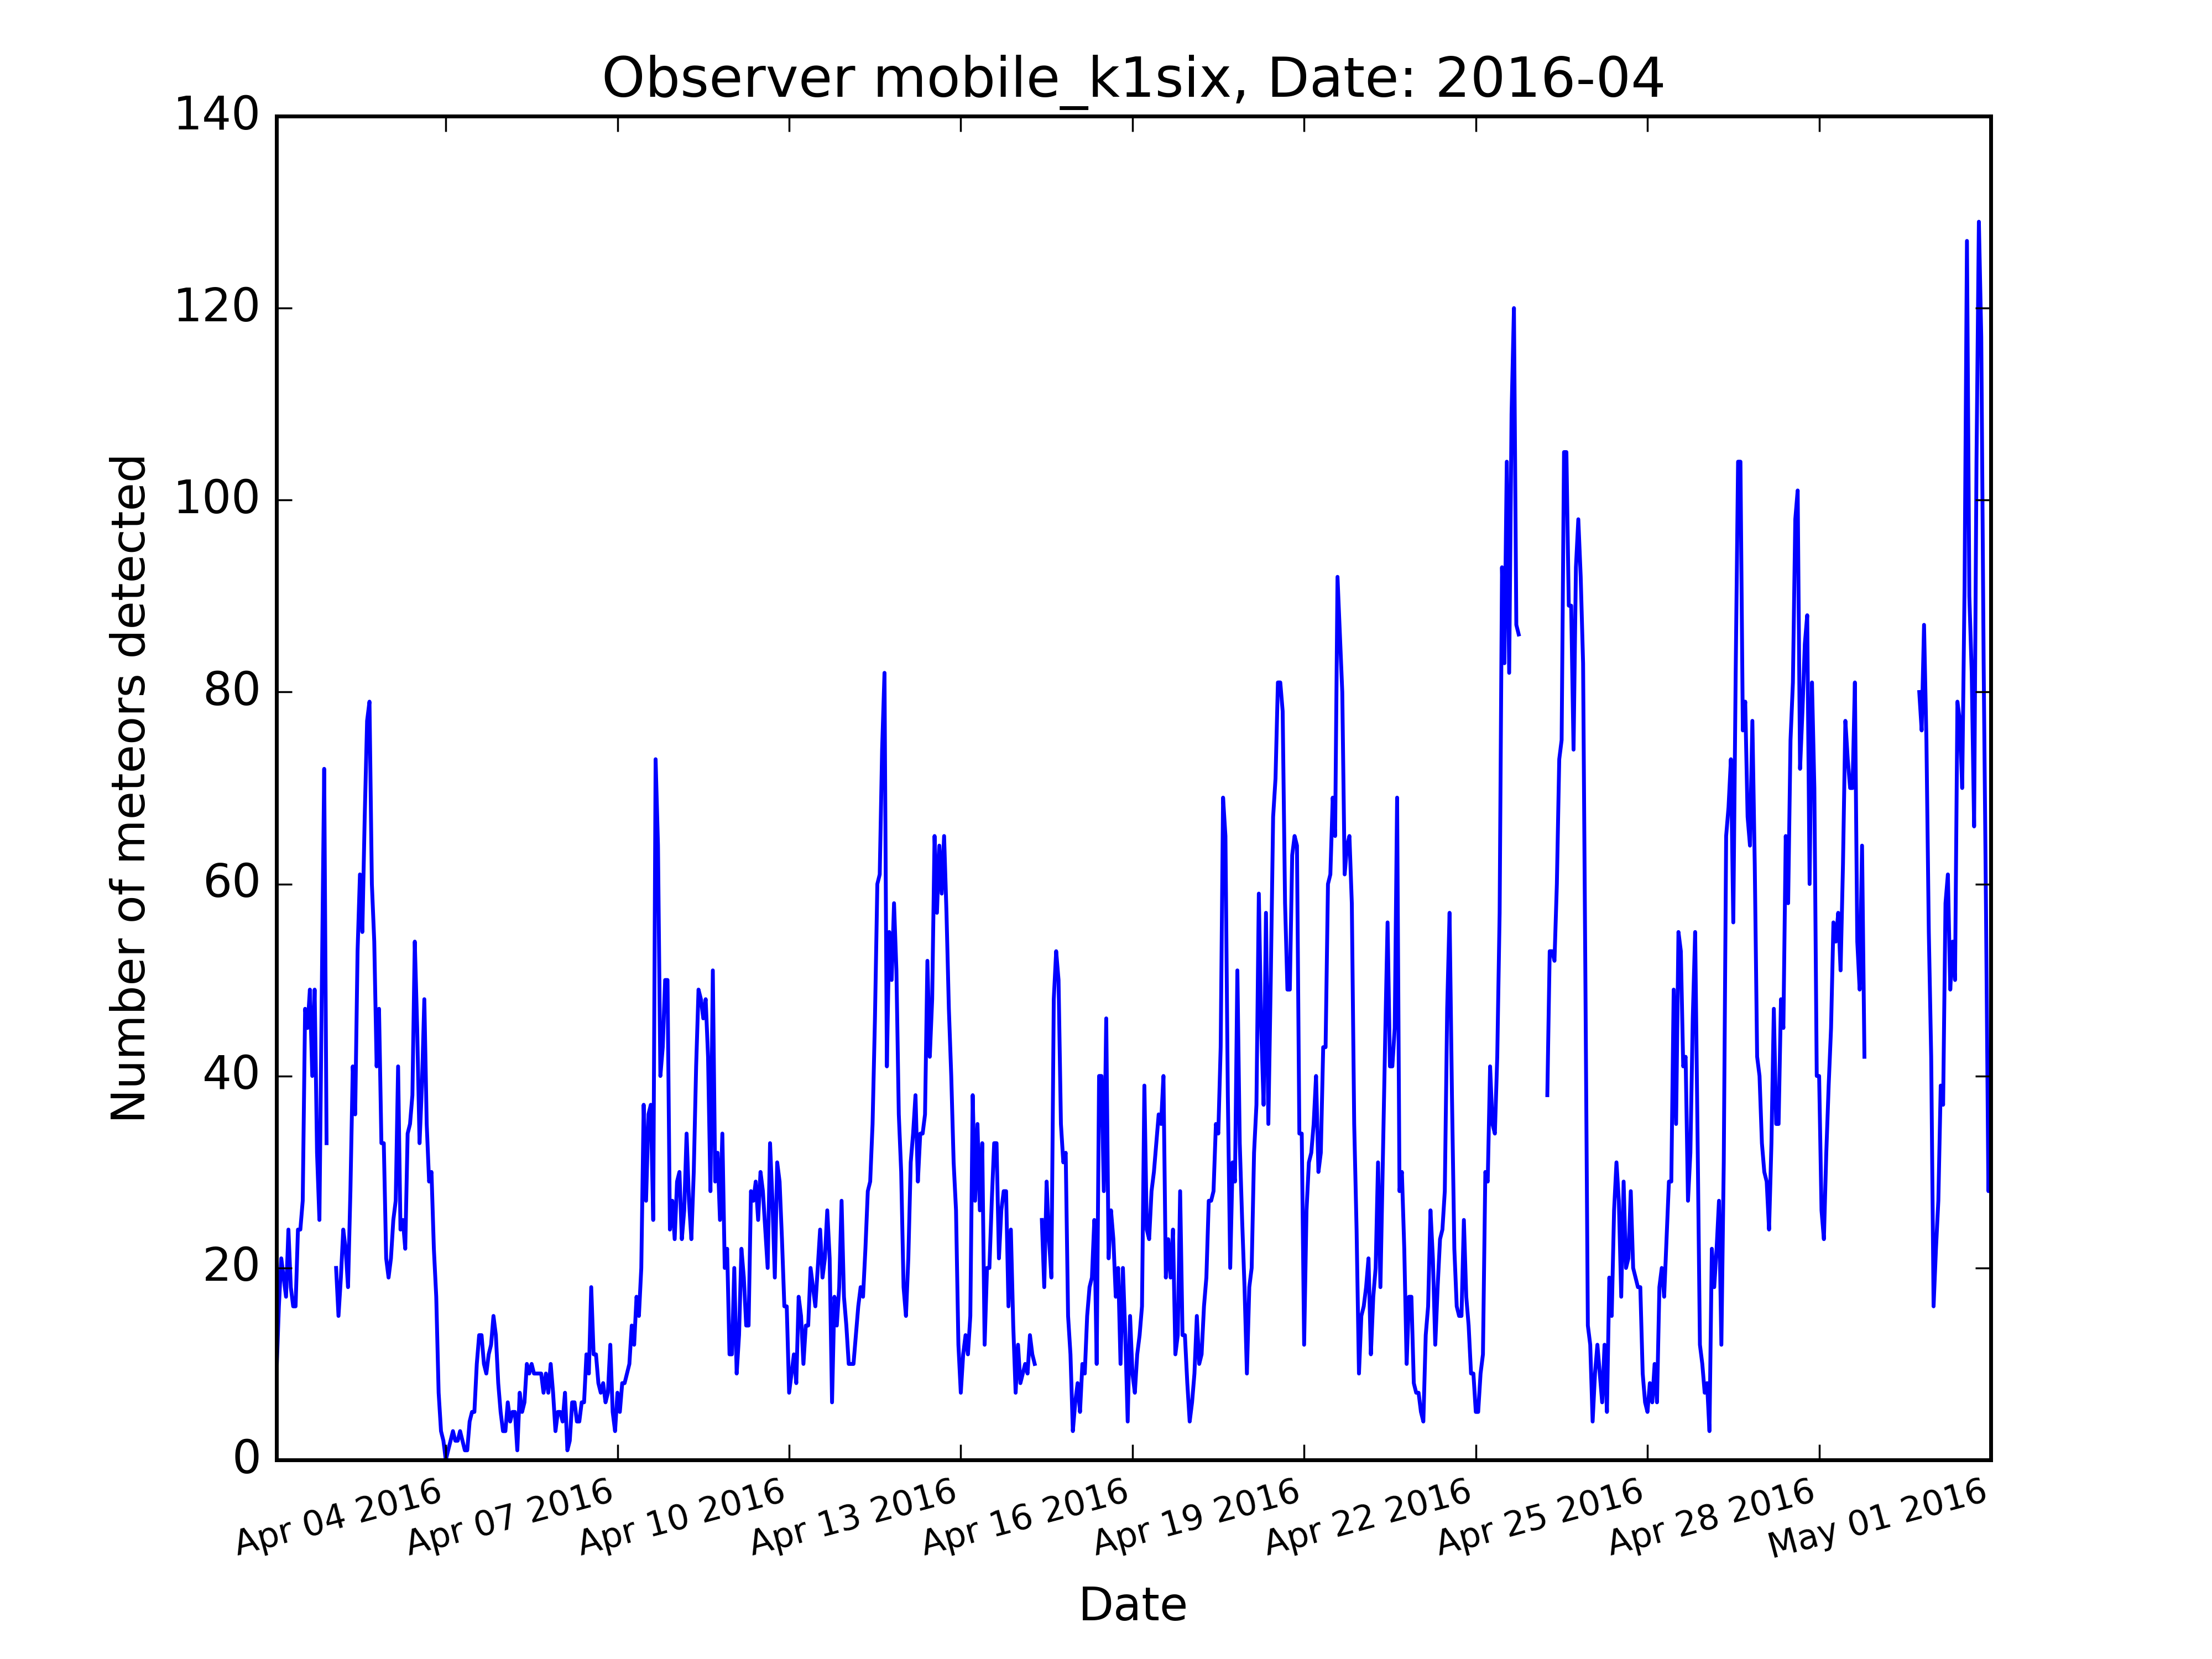 Observer mobile_k1six, Date: 2016-04
Number of meteors detected
140
120
100
80
60
40
20
0
Apr 04 2016
Apr 07 2016
Apr 10 2016
Apr 13 2016
Apr 16 2016
Apr 19 2016
Apr 22 2016
Apr 25 2016
Apr 28 2016
May 01 2016
Date